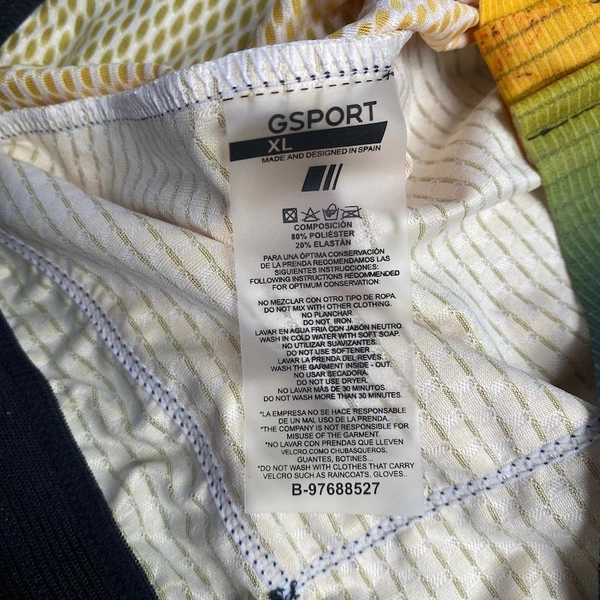 GSPORT
XL
MADE AND DESIGNED IN SPAIN
COMPOSICIÓN
80% POLIÉSTER
20% ELASTÁN
PARA UNA ÓPTIMA CONSERVACIÓN
DE LA PRENDA RECOMENDAMOS LAS
SIGUIENTES INSTRUCCIONES:
FOLLOWING INSTRUCTIONS RECOMMENDED
FOR OPTIMUM CONSERVATION:
NO MEZCLAR CON OTRO TIPO DE ROPA.
DO NOT MIX WITH OTHER CLOTHING.
NO PLANCHAR.
DO NOT IRON.
LAVAR EN AGUA FRIA CON JABÓN NEUTRO.
WASH IN COLD WATER WITH SOFT SOAP.
NO UTILIZAR SUAVIZANTES.
DO NOT USE SOFTENER
LAVAR LA PRENDA DEL REVÉS.
WASH THE GARMENT INSIDE - OUT.
NO USAR SECADORA.
DO NOT USE DRYER.
NO LAVAR MÁS DE 30 MINUTOS.
DO NOT WASH MORE THAN 30 MINUTES.
*LA EMPRESA NO SE HACE RESPONSABLE
DE UN MAL USO DE LA PRENDA.
*THE COMPANY IS NOT RESPONSIBLE FOR
MISUSE OF THE GARMENT.
*NO LAVAR CON PRENDAS QUE LLEVEN
VELCRO,COMO CHUBASQUEROS,
GUANTES, BOTINES...
*DO NOT WASH WITH CLOTHES THAT CARRY
VELCRO SUCH AS RAINCOATS, GLOVES..
B-97688527